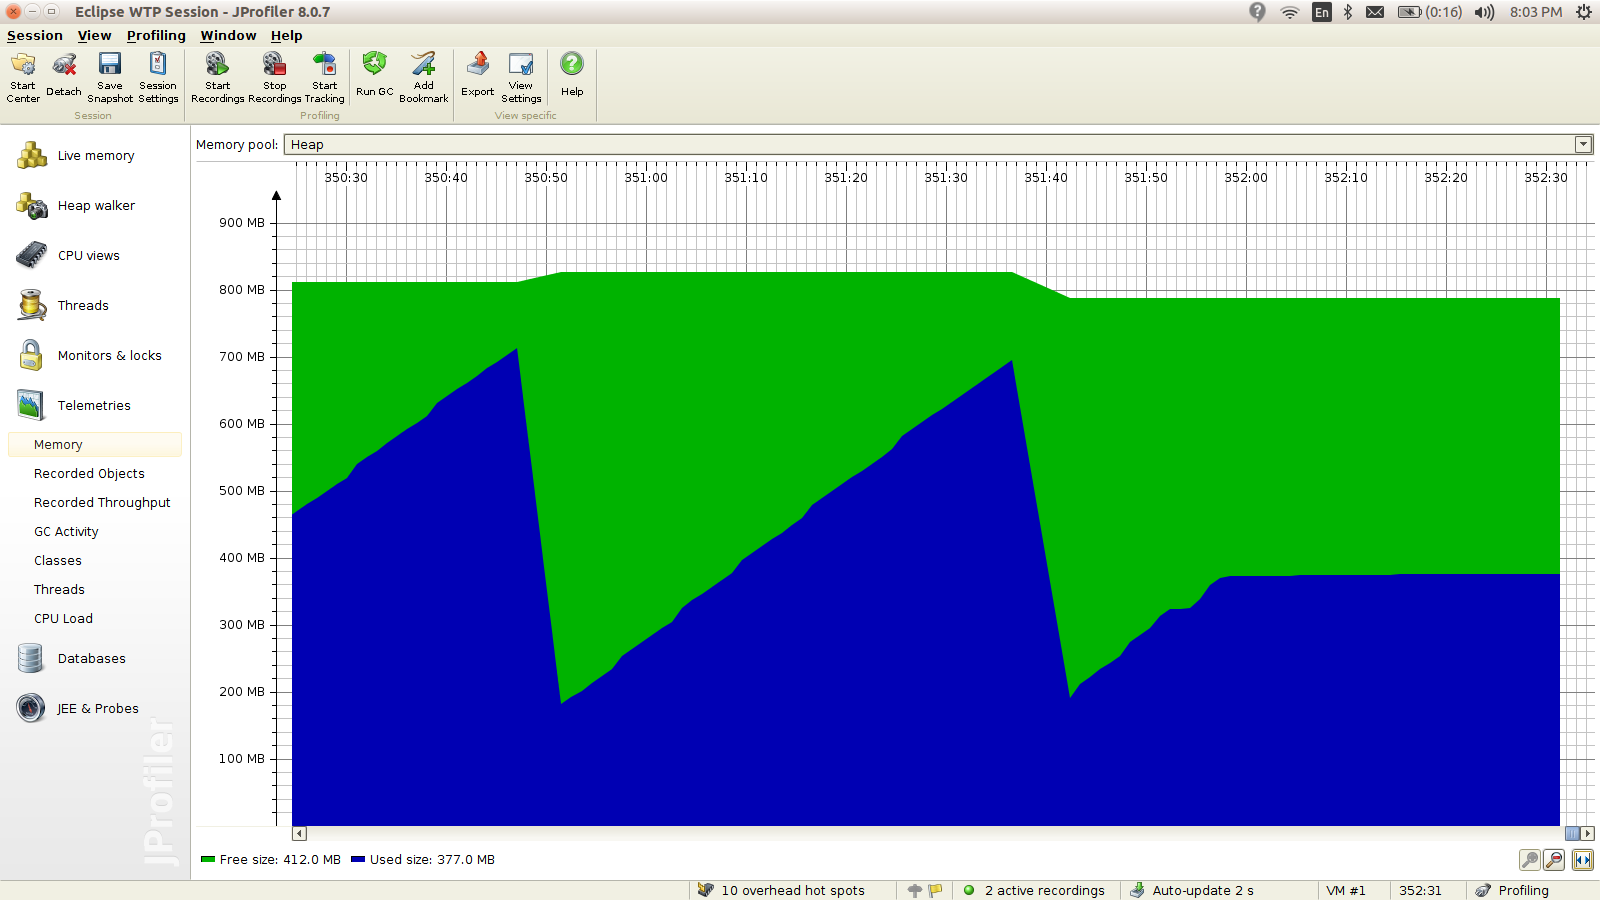 Eclipse WTP Session - JProfiler 8.0.7
? En (0:16) 8:03 PM
Session View Profiling Window Help
Start Center Detach Save Snapshot Session Settings Start Recordings Stop Recordings Start Tracking Run GC Add Bookmark Export View Settings ? Help
Session Profiling View specific
Memory pool: Heap
Live memory
Heap walker
CPU views
Threads
Monitors & locks
Telemetries
Memory
Recorded Objects
Recorded Throughput
GC Activity
Classes
Threads
CPU Load
Databases
JEE & Probes
JProfiler
350:30 350:40 350:50 351:00 351:10 351:20 351:30 351:40 351:50 352:00 352:10 352:20 352:30
900 MB
800 MB
700 MB
600 MB
500 MB
400 MB
300 MB
200 MB
100 MB
Free size: 412.0 MB Used size: 377.0 MB
10 overhead hot spots 2 active recordings Auto-update 2 s VM #1 352:31 Profiling